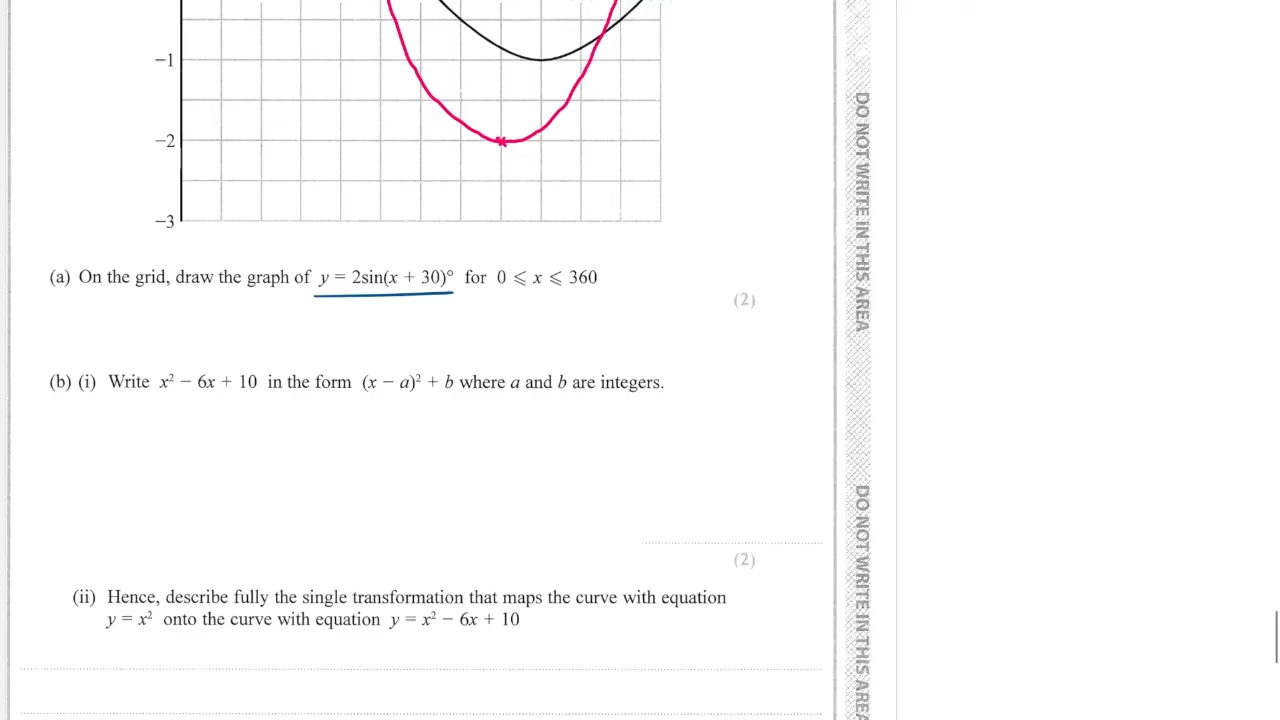 −1
−2
−3
(a) On the grid, draw the graph of y = 2sin(x + 30)° for 0 ⩽ x ⩽ 360
(2)
(b) (i) Write x² − 6x + 10 in the form (x − a)² + b where a and b are integers.
(2)
(ii) Hence, describe fully the single transformation that maps the curve with equation
y = x² onto the curve with equation y = x² − 6x + 10
DO NOT WRITE IN THIS AREA
DO NOT WRITE IN THIS AREA